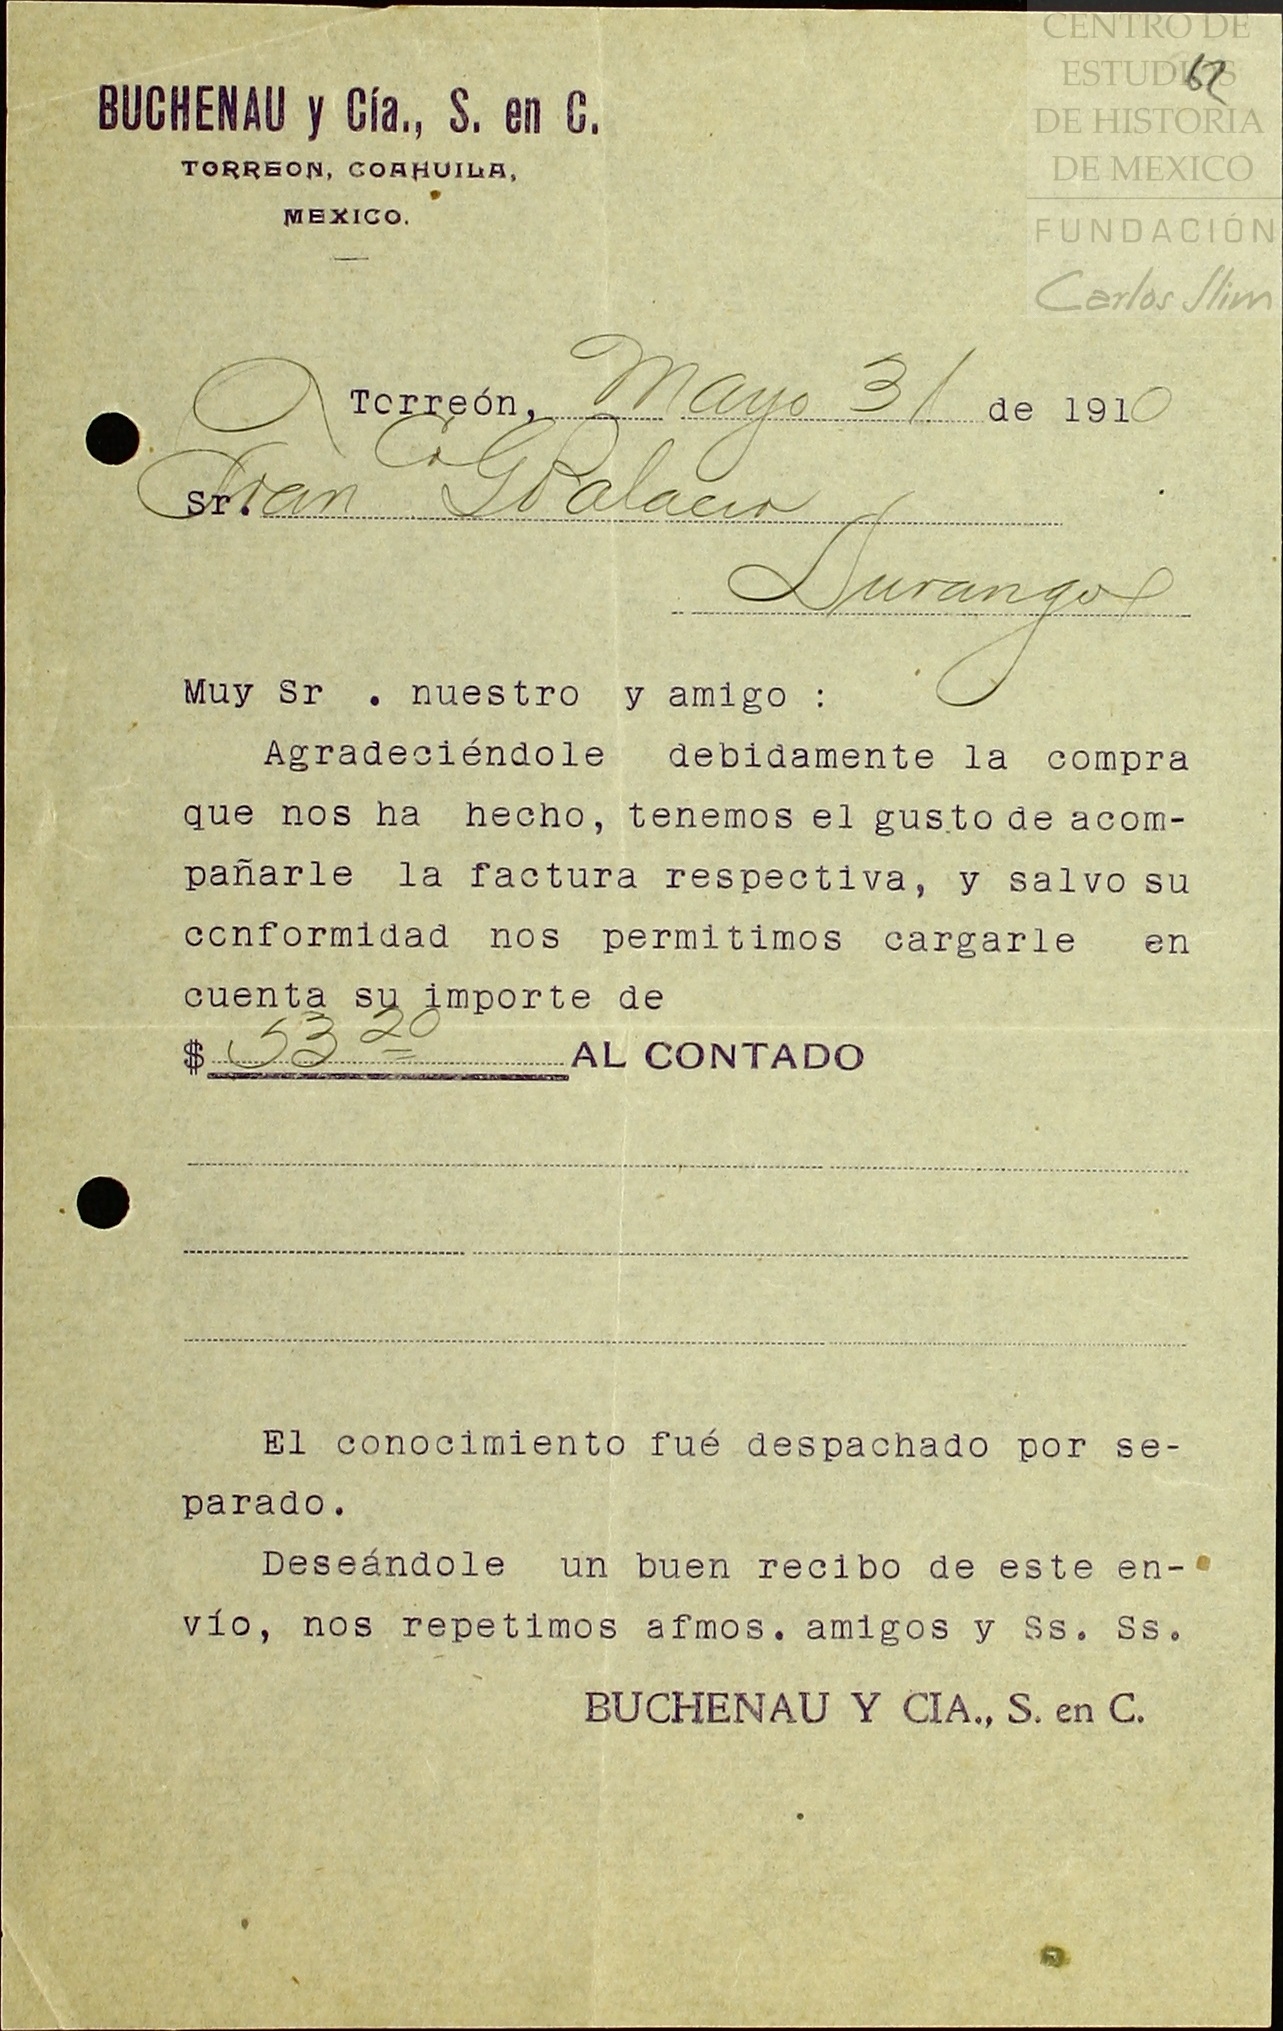 CENTRO DE
ESTUDIOS
DE HISTORIA
DE MEXICO
FUNDACIÓN
Carlos Slim
62
BUCHENAU y Cía., S. en C.
TORREON, COAHUILA,
MEXICO.
Torreón, Mayo 31 de 1910
Sr. Franco G Palacio
Durango
Muy Sr . nuestro y amigo :
Agradeciéndole debidamente la compra
que nos ha hecho, tenemos el gusto de acom-
pañarle la factura respectiva, y salvo su
conformidad nos permitimos cargarle en
cuenta su importe de
$ 53 20 AL CONTADO
El conocimiento fué despachado por se-
parado.
Deseándole un buen recibo de este en-
vío, nos repetimos afmos. amigos y Ss. Ss.
BUCHENAU Y CIA., S. en C.